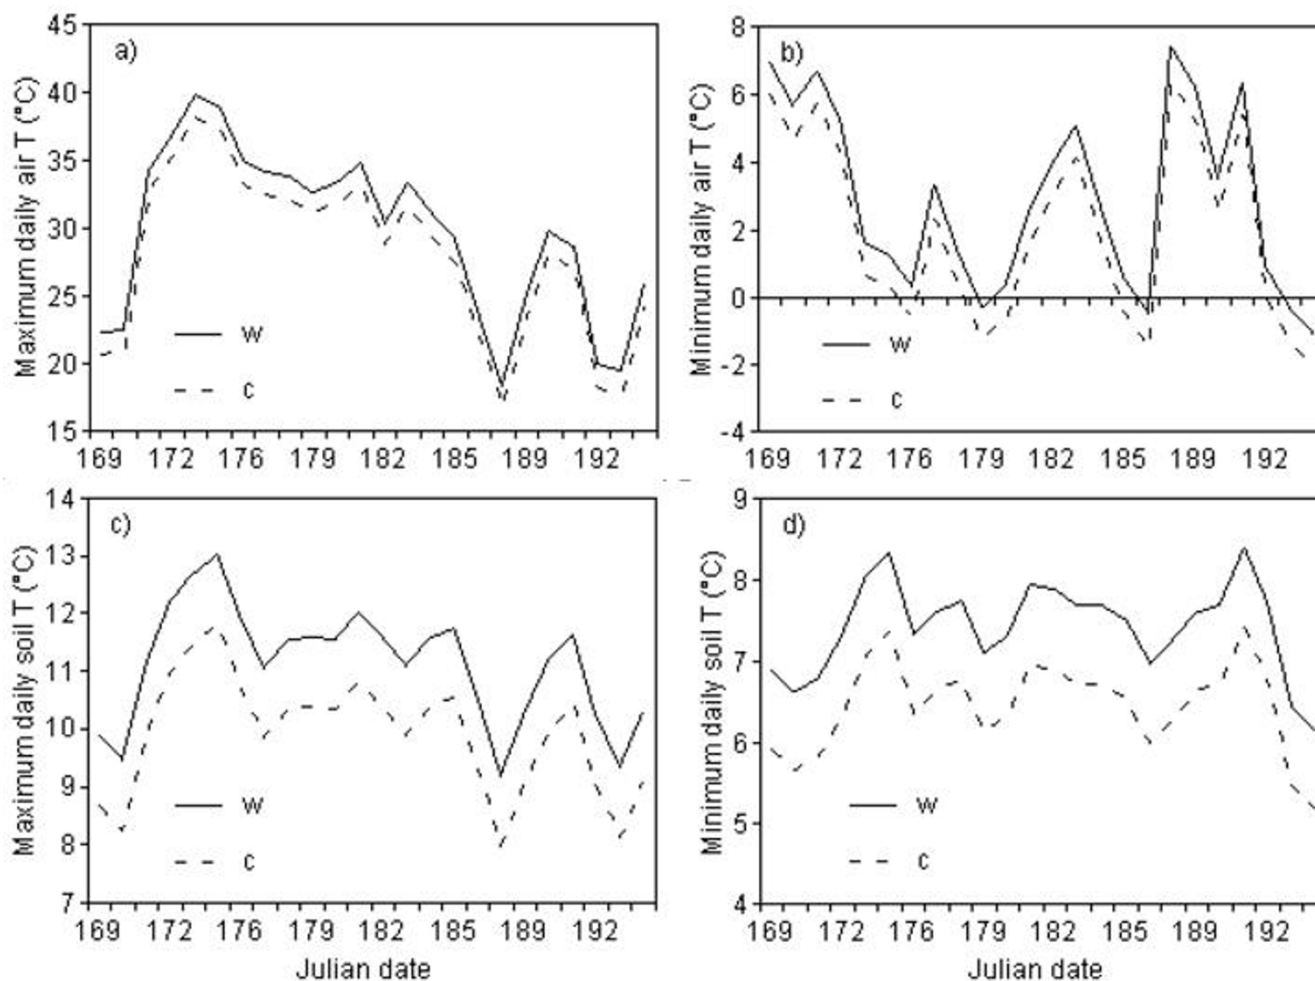 a)
Maximum daily air T (°C)
45
40
35
30
25
20
15
W
c
169 172 176 179 182 185 189 192
b)
Minimum daily air T (°C)
8
6
4
2
0
-2
-4
W
c
169 172 176 179 182 185 189 192
c)
Maximum daily soil T (°C)
14
13
12
11
10
9
8
7
W
c
169 172 176 179 182 185 189 192
Julian date
d)
Minimum daily soil T (°C)
9
8
7
6
5
4
W
c
169 172 176 179 182 185 189 192
Julian date